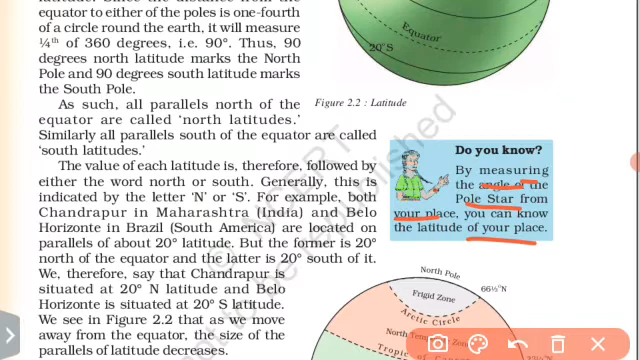 latitude. Since the distance from the
equator to either of the poles is one-fourth
of a circle round the earth, it will measure
¼th of 360 degrees, i.e. 90°. Thus, 90
degrees north latitude marks the North
Pole and 90 degrees south latitude marks
the South Pole.
As such, all parallels north of the
equator are called ‘north latitudes.’
Similarly all parallels south of the equator are called
‘south latitudes.’
The value of each latitude is, therefore, followed by
either the word north or south. Generally, this is
indicated by the letter ‘N’ or ‘S’. For example, both
Chandrapur in Maharashtra (India) and Belo
Horizonte in Brazil (South America) are located on
parallels of about 20° latitude. But the former is 20°
north of the equator and the latter is 20° south of it.
We, therefore, say that Chandrapur is
situated at 20° N latitude and Belo
Horizonte is situated at 20° S latitude.
We see in Figure 2.2 that as we move
away from the equator, the size of the
parallels of latitude decreases.
Equator
20°S
Figure 2.2 : Latitude
Do you know?
By measuring
the angle of the
Pole Star from
your place, you can know
the latitude of your place.
North Pole
66½°N
Frigid Zone
Arctic Circle
North Zone
Tropic of Cancer